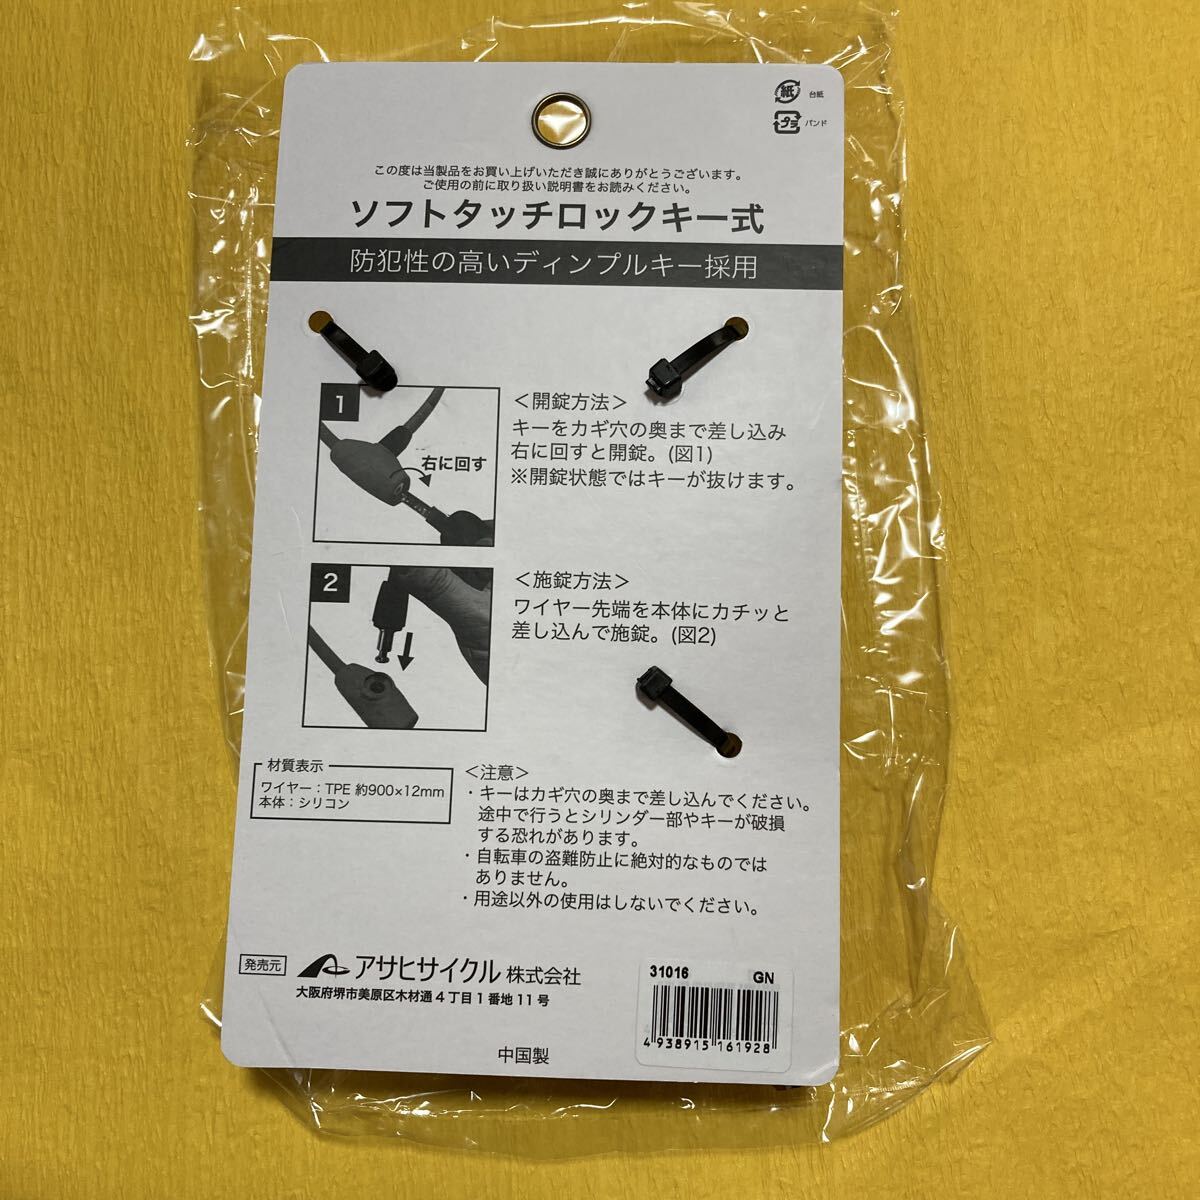 紙 台紙
プラ バンド
この度は当製品をお買い上げいただき誠にありがとうございます。
ご使用の前に取り扱い説明書をお読みください。
ソフトタッチロックキー式
防犯性の高いディンプルキー採用
1
右に回す
＜開錠方法＞
キーをカギ穴の奥まで差し込み
右に回すと開錠。(図1)
※開錠状態ではキーが抜けます。
2
＜施錠方法＞
ワイヤー先端を本体にカチッと
差し込んで施錠。(図2)
材質表示
ワイヤー：TPE 約900×12mm
本体：シリコン
＜注意＞
・キーはカギ穴の奥まで差し込んでください。
途中で行うとシリンダー部やキーが破損
する恐れがあります。
・自転車の盗難防止に絶対的なものでは
ありません。
・用途以外の使用はしないでください。
発売元 アサヒサイクル 株式会社
大阪府堺市美原区木材通4丁目1番地11号
中国製
31016 GN
4 938915 161928